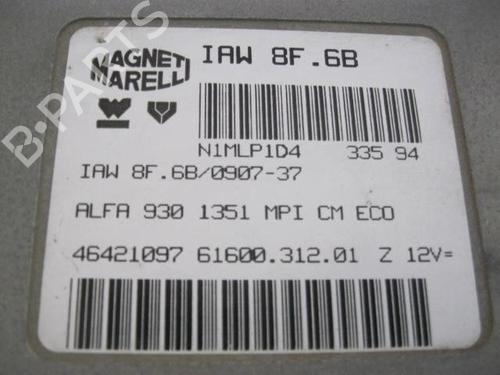 MAGNETI
MARELLI
IAW 8F.6B
N1MLP1D4 335 94
IAW 8F.6B/0907-37
ALFA 930 1351 MPI CM ECO
46421097 61600.312.01 Z 12V=
B-PARTS